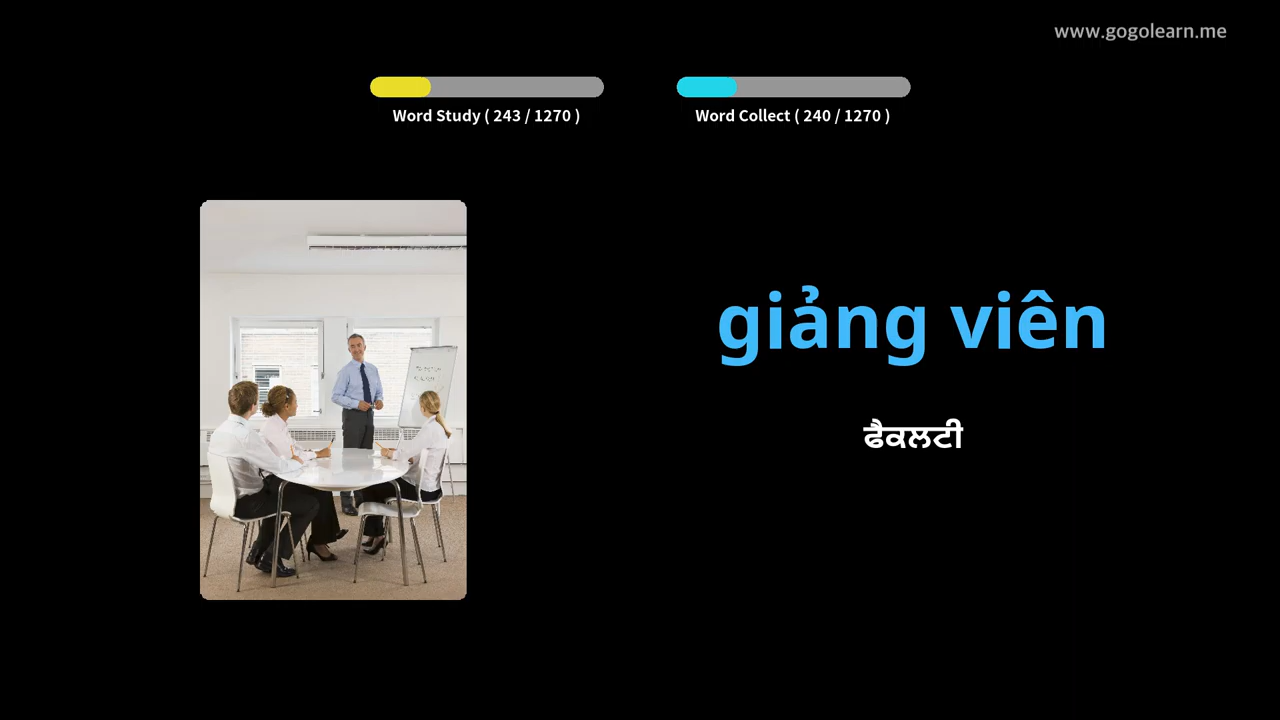 www.gogolearn.me
Word Study ( 243 / 1270 )
Word Collect ( 240 / 1270 )
giảng viên
ਫੈਕਲਟੀ